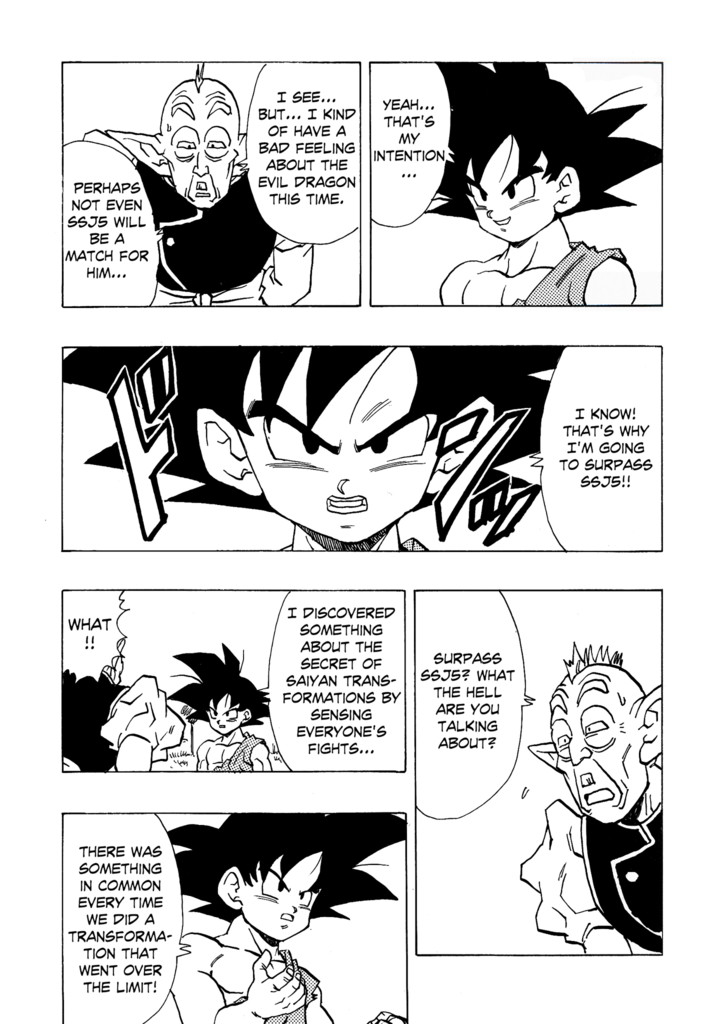 YEAH...
THAT'S
MY
INTENTION
...
I SEE...
BUT... I KIND
OF HAVE A
BAD FEELING
ABOUT THE
EVIL DRAGON
THIS TIME.
PERHAPS
NOT EVEN
SSJ5 WILL
BE A
MATCH FOR
HIM...
I KNOW!
THAT'S WHY
I'M GOING
TO SURPASS
SSJ5!!
SURPASS
SSJ5? WHAT
THE HELL
ARE YOU
TALKING
ABOUT?
I DISCOVERED
SOMETHING
ABOUT THE
SECRET OF
SAIYAN TRANS-
FORMATIONS BY
SENSING
EVERYONE'S
FIGHTS...
WHAT
!!
THERE WAS
SOMETHING
IN COMMON
EVERY TIME
WE DID A
TRANSFORMA-
TION THAT
WENT OVER
THE LIMIT!